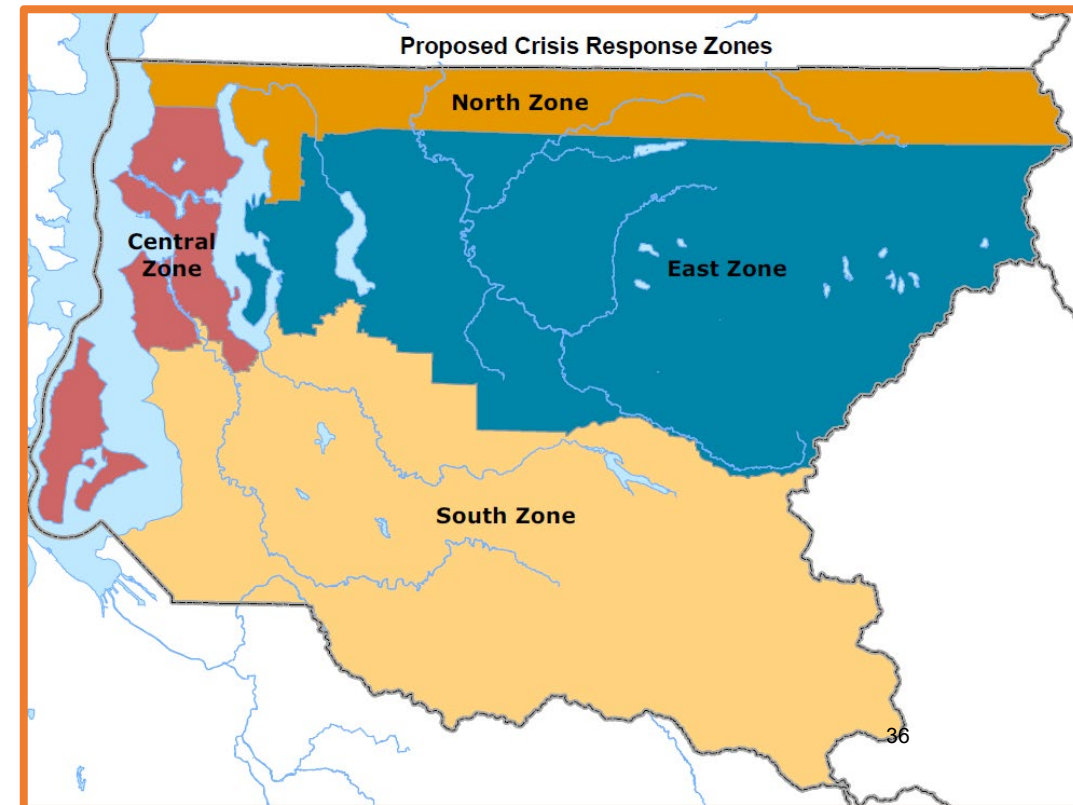 Proposed Crisis Response Zones
North Zone
Central
Zone
East Zone
South Zone
36